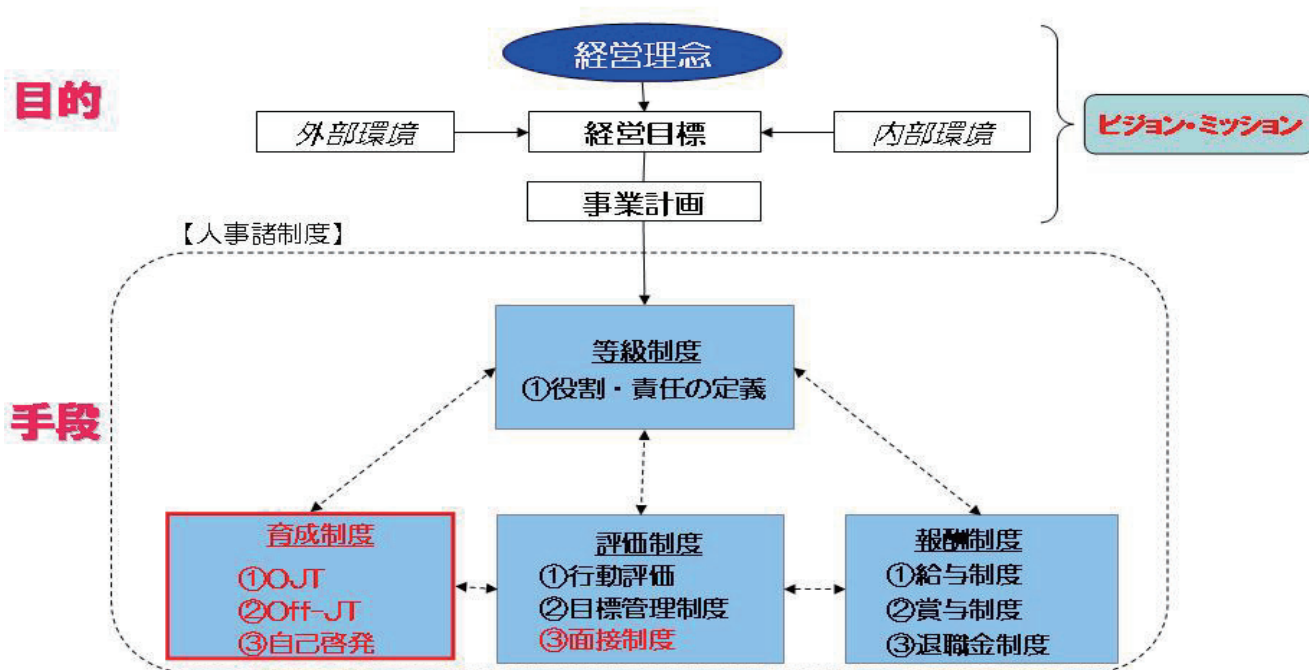 経営理念
目的
外部環境
経営目標
内部環境
ビジョン・ミッション
事業計画
【人事諸制度】
等級制度
①役割・責任の定義
手段
育成制度
①OJT
②Off-JT
③自己啓発
評価制度
①行動評価
②目標管理制度
③面接制度
報酬制度
①給与制度
②賞与制度
③退職金制度